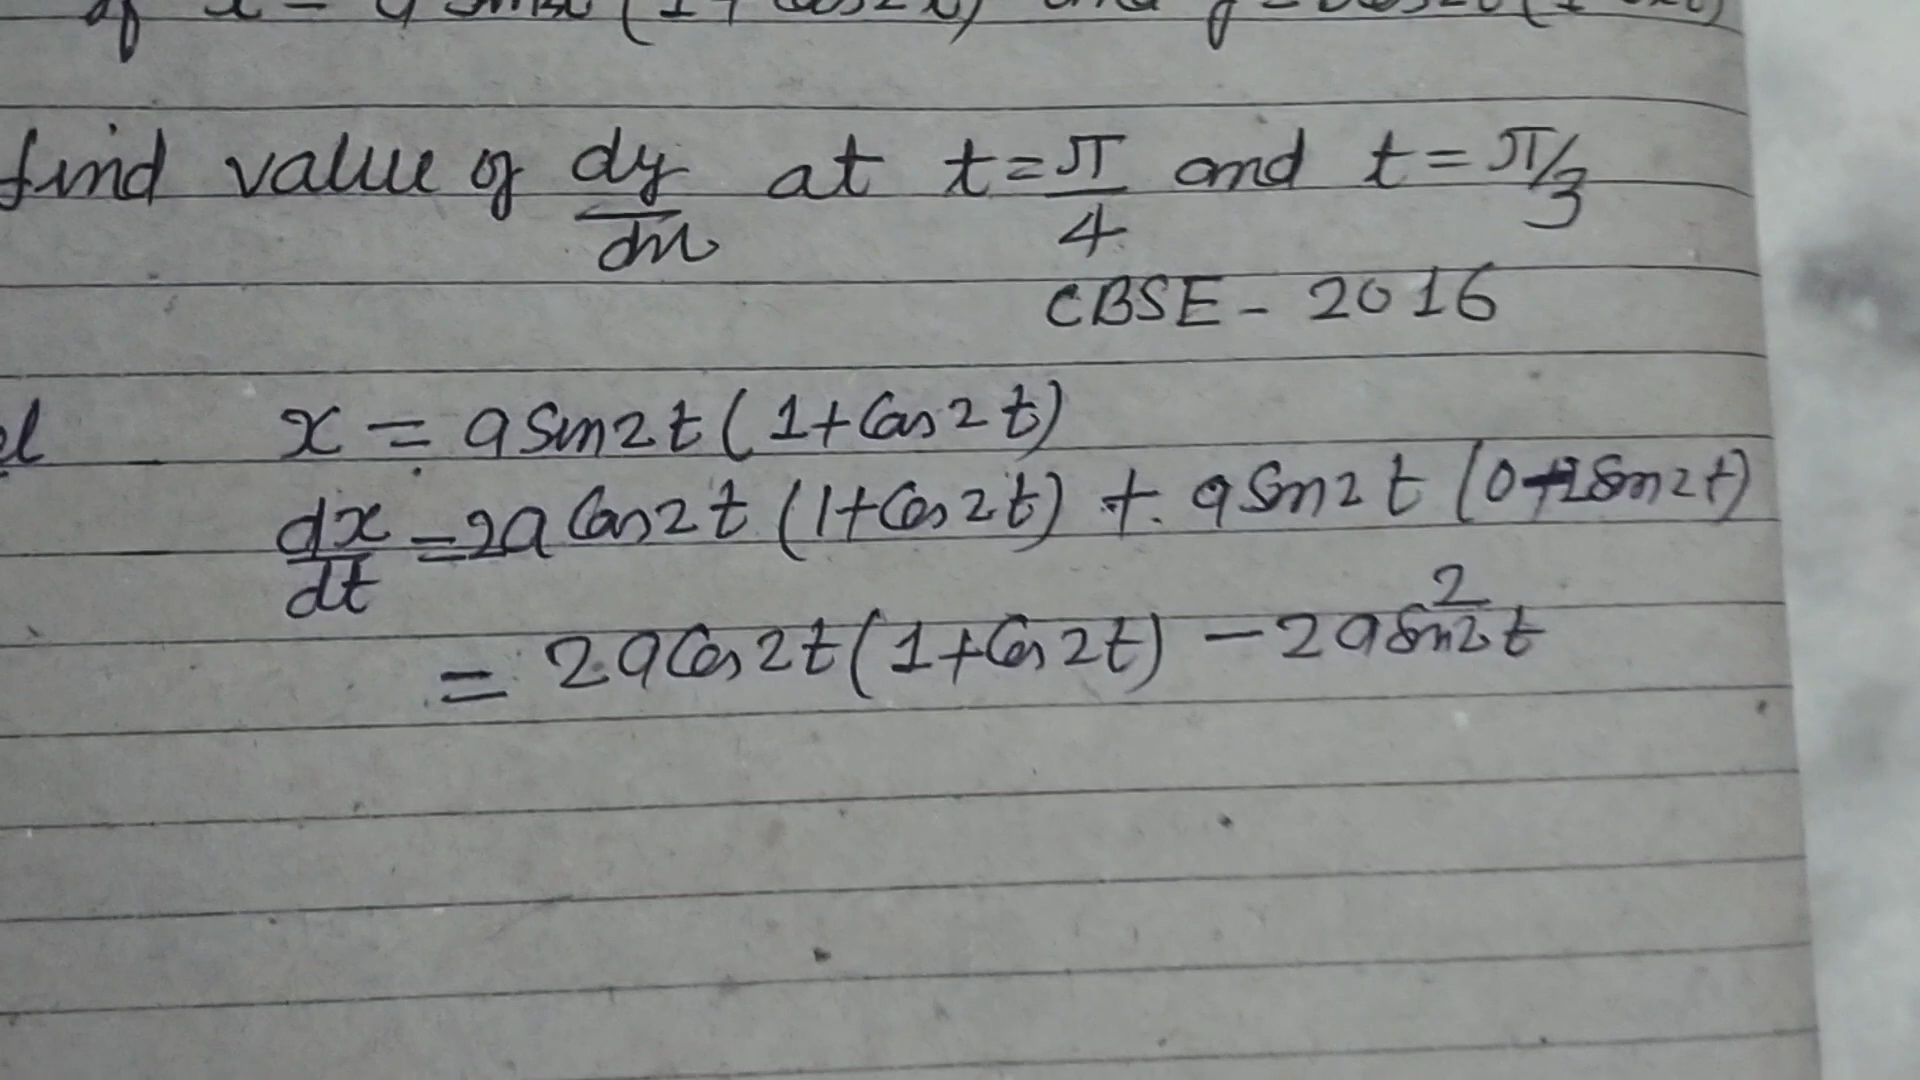 find value of dy/dx at t = π/4 and t = π/3
CBSE - 2016
x = a sin2t (1 + Cos2t)
dx/dt = 2a Cos2t (1 + Cos2t) + a Sin2t (0 - 2Sin2t)
= 2a Cos2t (1 + Cos2t) - 2a Sin²2t